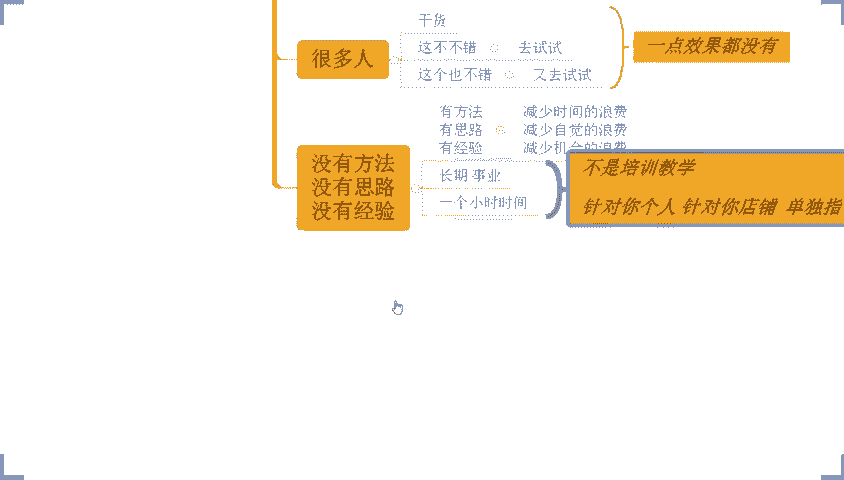 干货
很多人
这不不错 去试试
这个也不错 又去试试
一点效果都没有
有方法 减少时间的浪费
有思路 减少自觉的浪费
有经验 减少机会的浪费
没有方法
没有思路
没有经验
长期 事业
一个小时时间
不是培训教学
针对你个人 针对你店铺 单独指